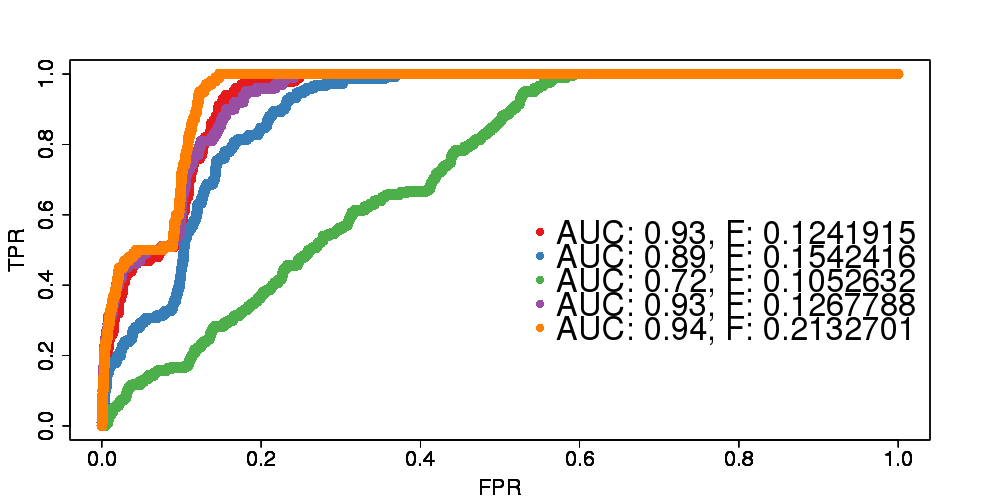 1.0
0.8
0.6
0.4
0.2
0.0
TPR
AUC: 0.93, F: 0.1241915
AUC: 0.89, F: 0.1542416
AUC: 0.72, F: 0.1052632
AUC: 0.93, F: 0.1267788
AUC: 0.94, F: 0.2132701
0.0 0.2 0.4 0.6 0.8 1.0
FPR